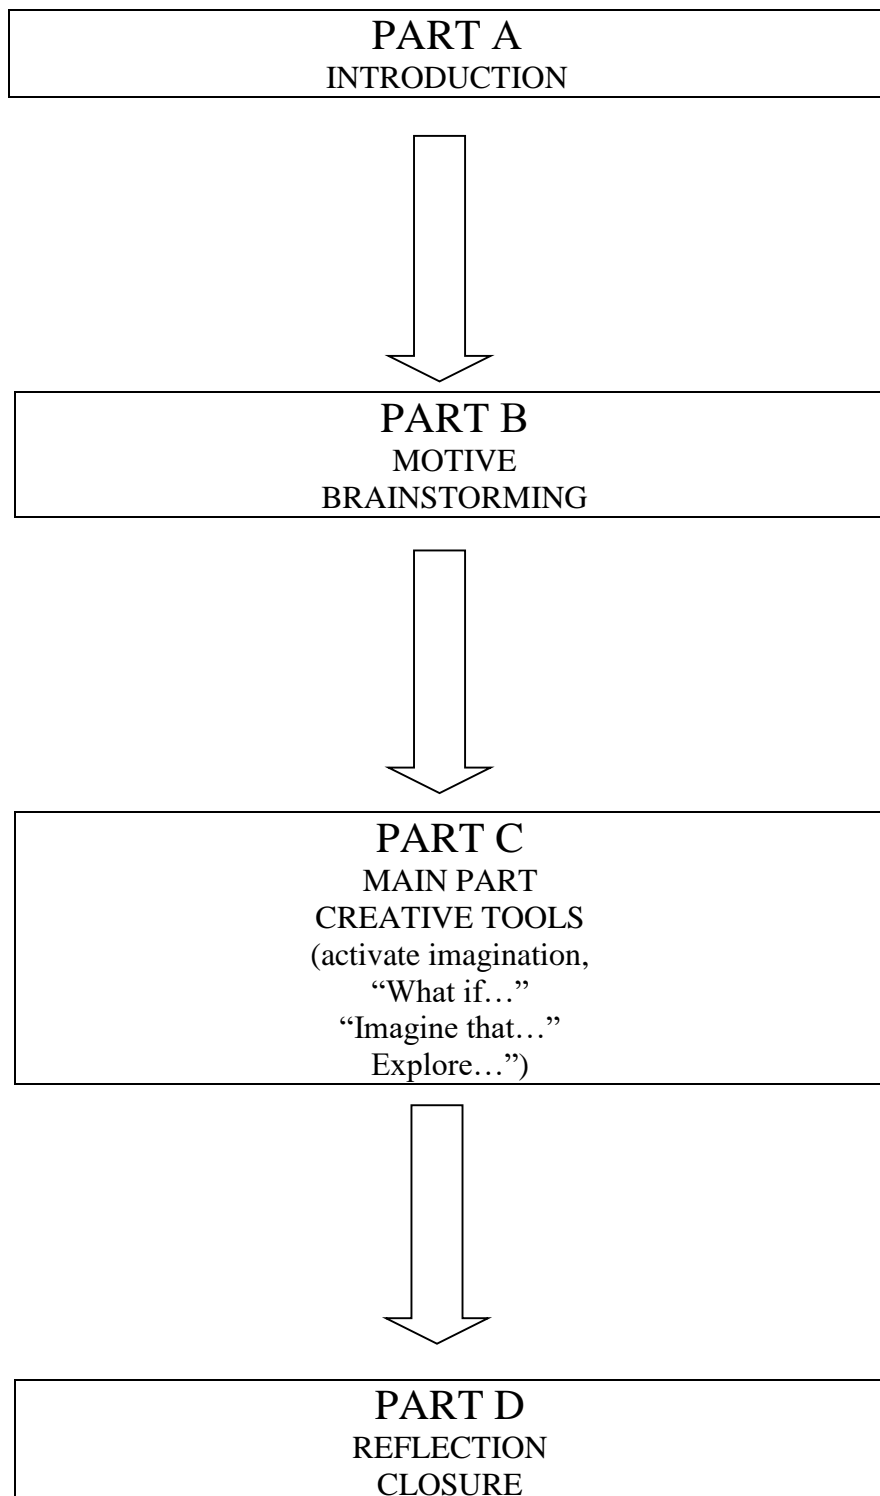 PART A
INTRODUCTION
PART B
MOTIVE
BRAINSTORMING
PART C
MAIN PART
CREATIVE TOOLS
(activate imagination,
“What if…”
“Imagine that…”
Explore…”)
PART D
REFLECTION
CLOSURE